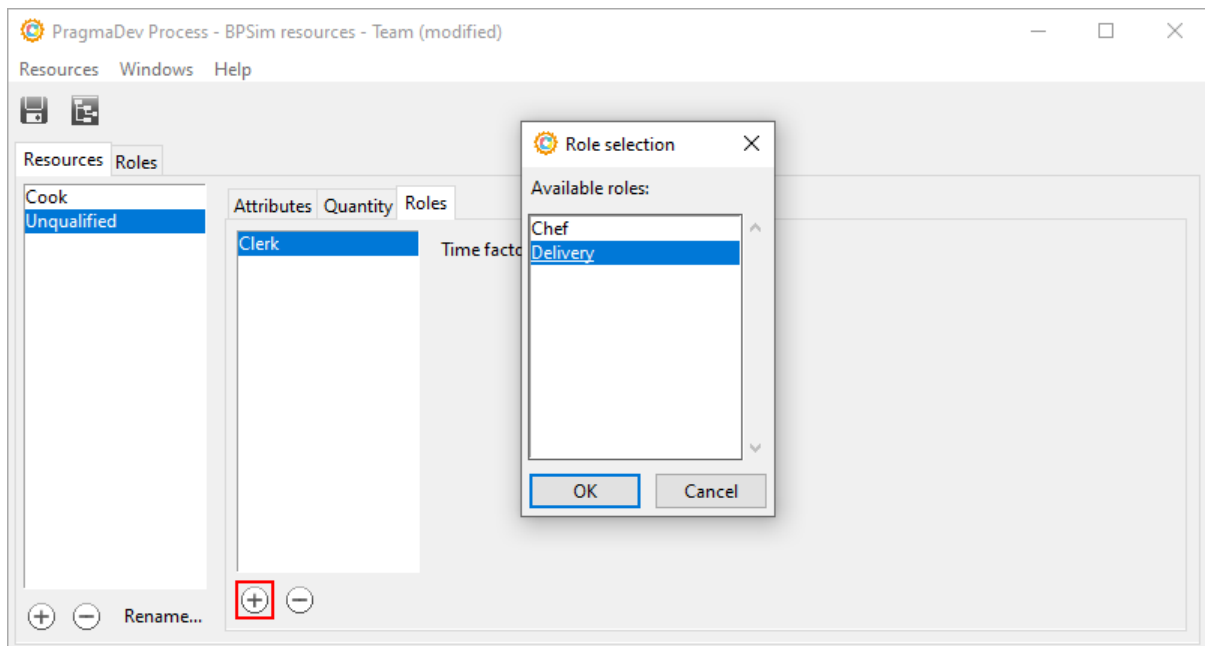 PragmaDev Process - BPSim resources - Team (modified)
Resources Windows Help
Resources Roles
Cook
Unqualified
Attributes Quantity Roles
Clerk
Time facto
Role selection
Available roles:
Chef
Delivery
OK Cancel
Rename...